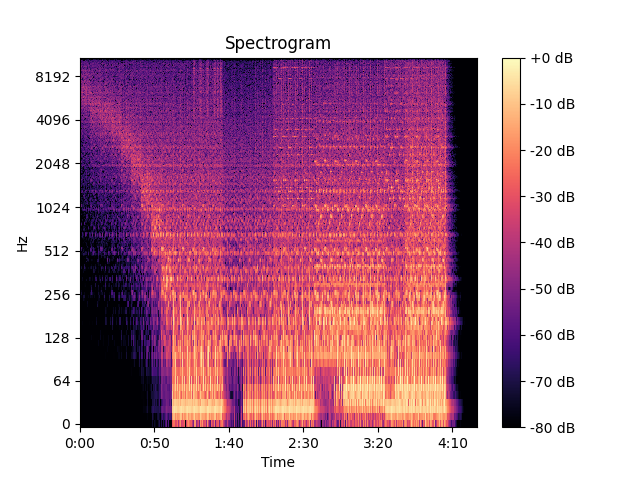 Spectrogram
8192
4096
2048
1024
512
256
128
64
0
Hz
0:00 0:50 1:40 2:30 3:20 4:10
Time
+0 dB
-10 dB
-20 dB
-30 dB
-40 dB
-50 dB
-60 dB
-70 dB
-80 dB